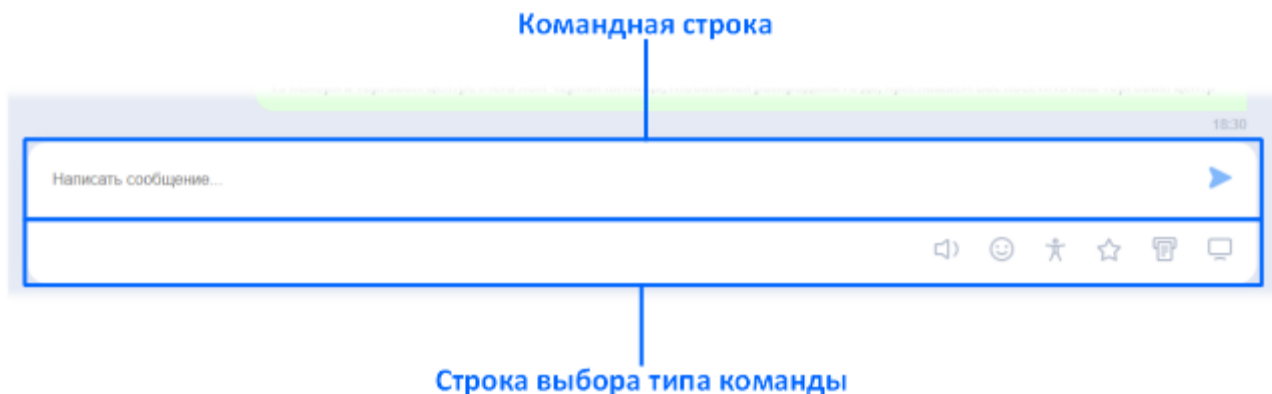 Командная строка
18:30
Написать сообщение...
Строка выбора типа команды